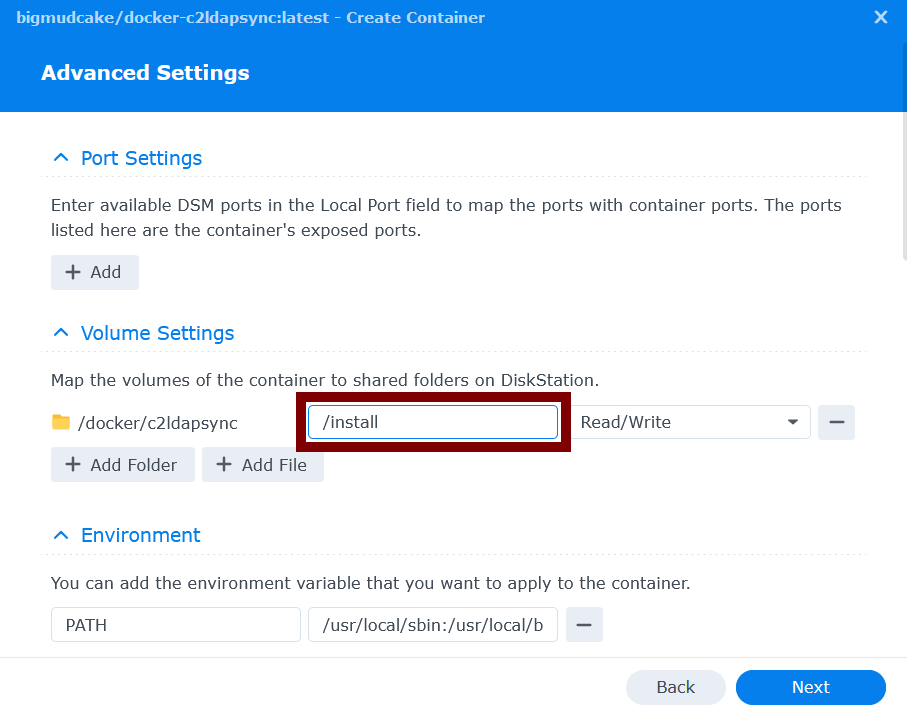 bigmudcake/docker-c2ldapsync:latest - Create Container
Advanced Settings
Port Settings
Enter available DSM ports in the Local Port field to map the ports with container ports. The ports
listed here are the container's exposed ports.
Add
Volume Settings
Map the volumes of the container to shared folders on DiskStation.
/docker/c2ldapsync /install Read/Write
Add Folder Add File
Environment
You can add the environment variable that you want to apply to the container.
PATH /usr/local/sbin:/usr/local/b
Back Next